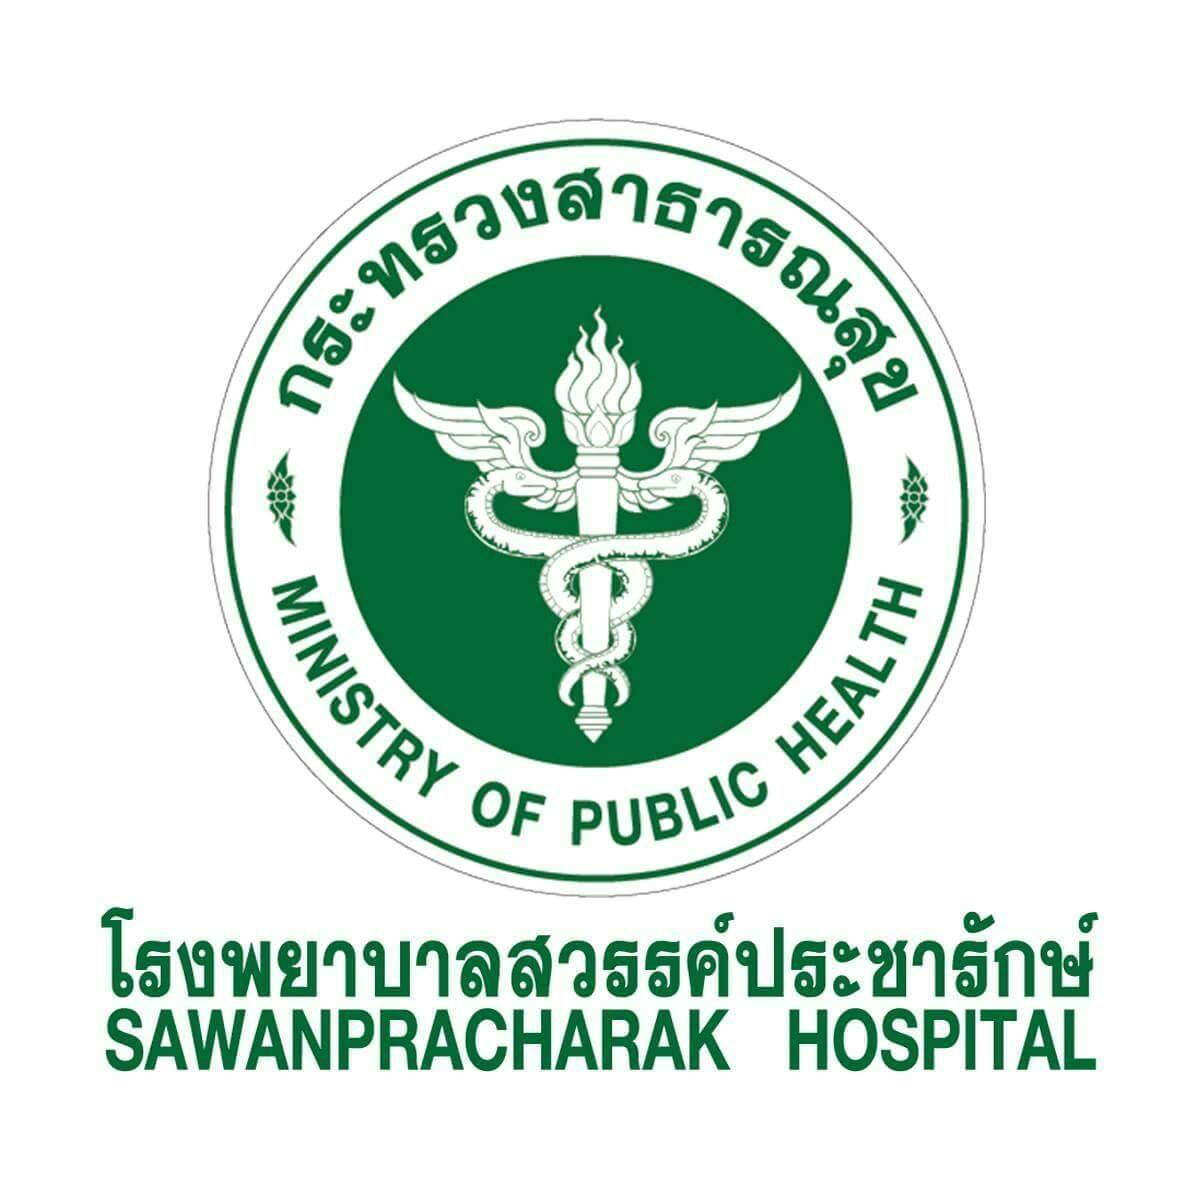 กระทรวงสาธารณสุข
MINISTRY OF PUBLIC HEALTH
โรงพยาบาลสวรรค์ประชารักษ์
SAWANPRACHARAK HOSPITAL